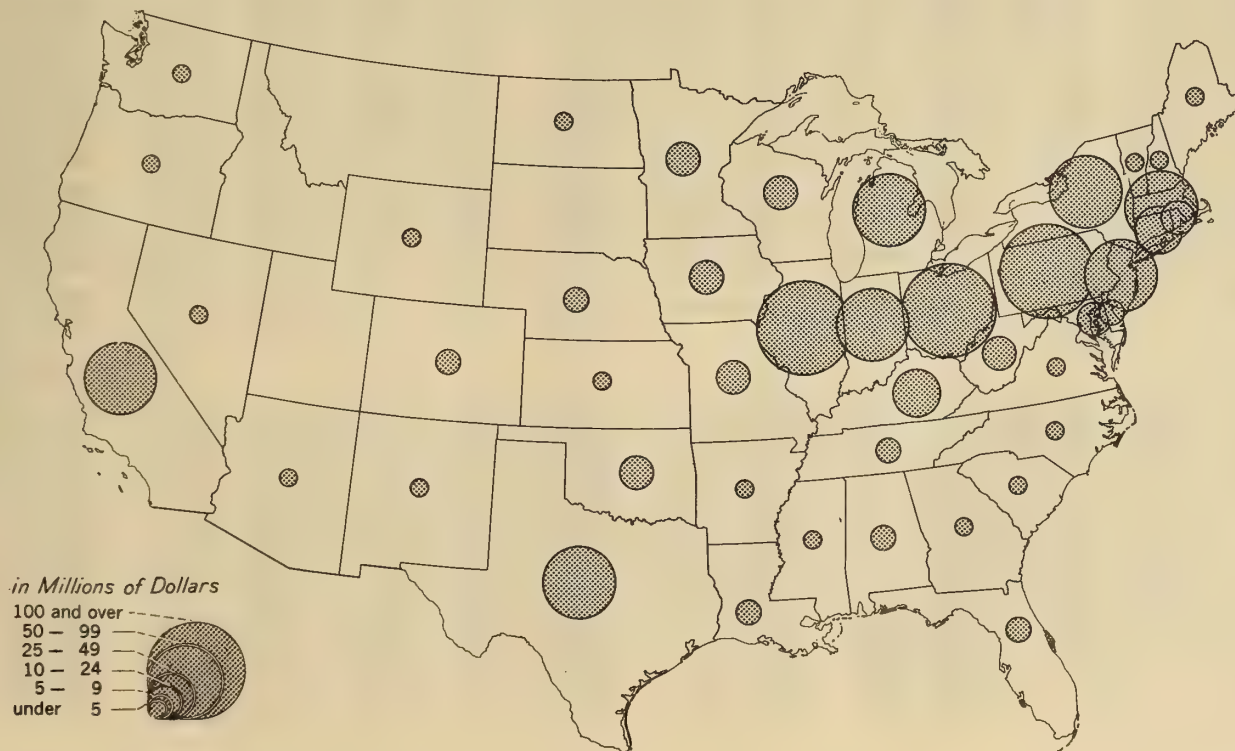 in Millions of Dollars
100 and over
50 - 99
25 - 49
10 - 24
5 - 9
under 5